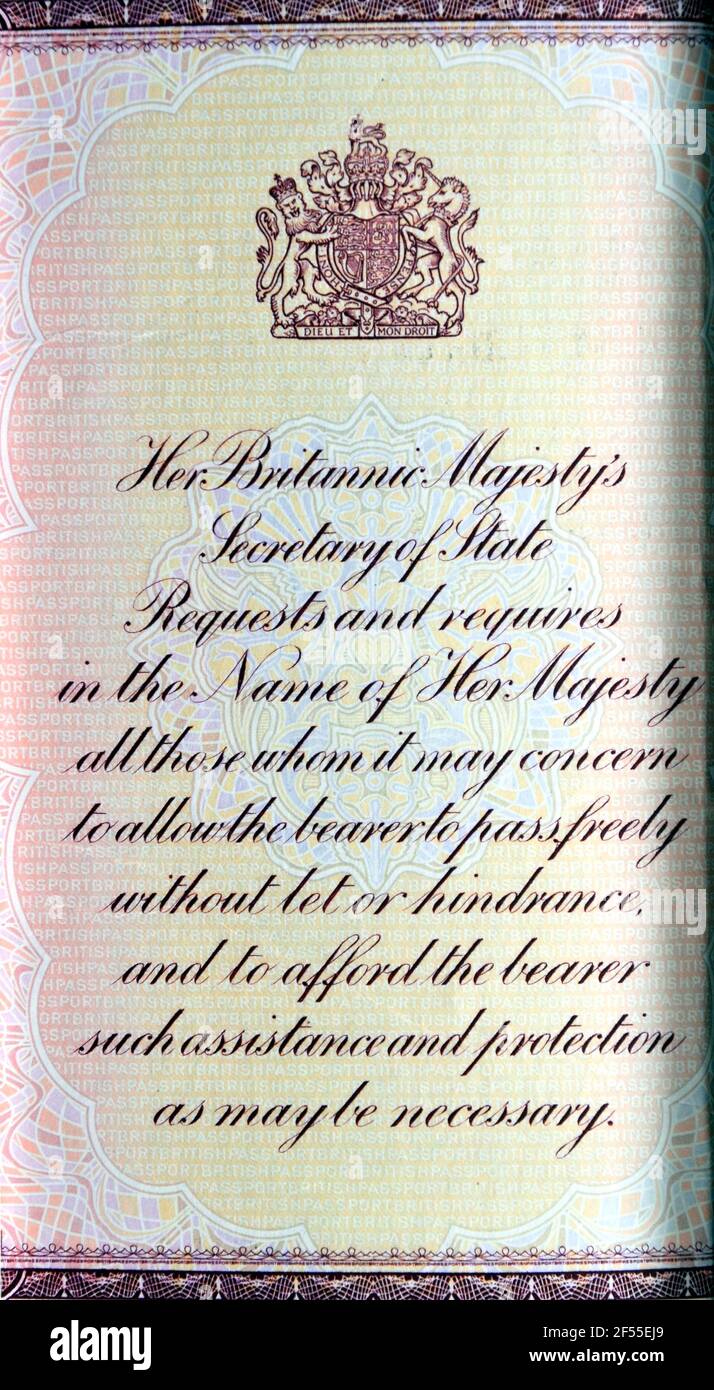 DIEU ET MON DROIT
Her Britannic Majesty's
Secretary of State
Requests and requires
in the Name of Her Majesty
all those whom it may concern
to allow the bearer to pass freely
without let or hindrance,
and to afford the bearer
such assistance and protection
as may be necessary.
alamy
Image ID: 2F55EJ9
www.alamy.com